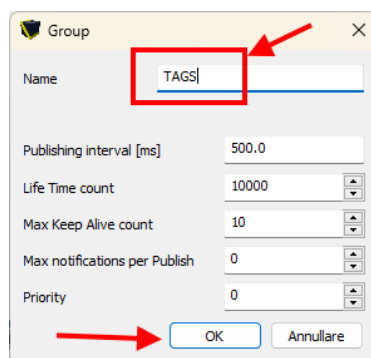 Group
Name TAGS
Publishing interval [ms] 500.0
Life Time count 10000
Max Keep Alive count 10
Max notifications per Publish 0
Priority 0
OK Annullare